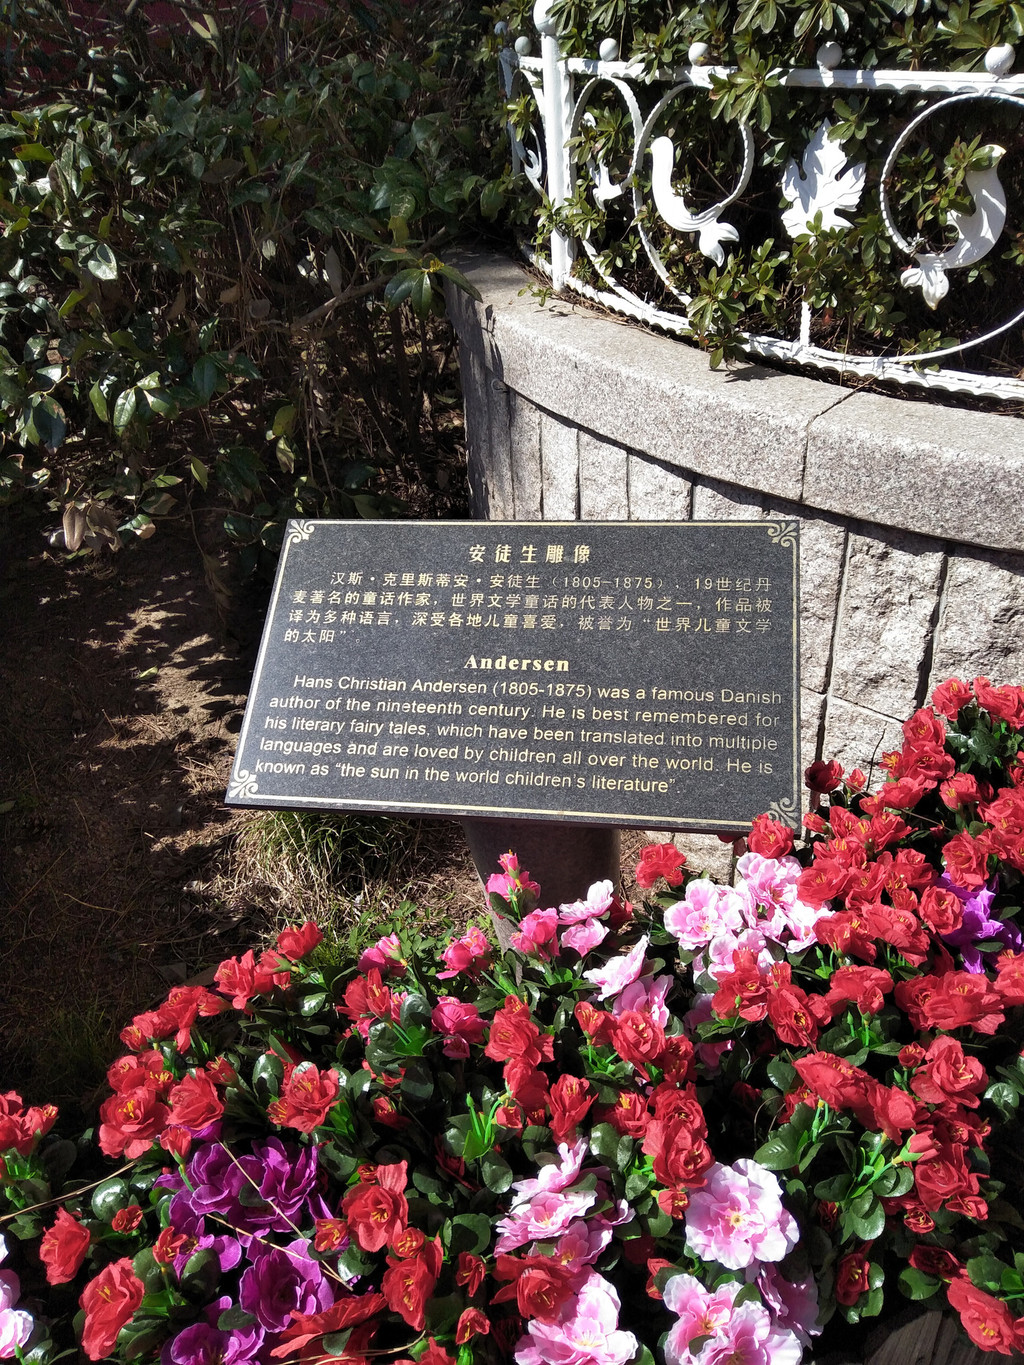 安徒生雕像
汉斯·克里斯蒂安·安徒生（1805-1875），19世纪丹
麦著名的童话作家，世界文学童话的代表人物之一，作品被
译为多种语言，深受各地儿童喜爱，被誉为“世界儿童文学
的太阳”。
Andersen
Hans Christian Andersen (1805-1875) was a famous Danish
author of the nineteenth century. He is best remembered for
his literary fairy tales, which have been translated into multiple
languages and are loved by children all over the world. He is
known as “the sun in the world children's literature”.